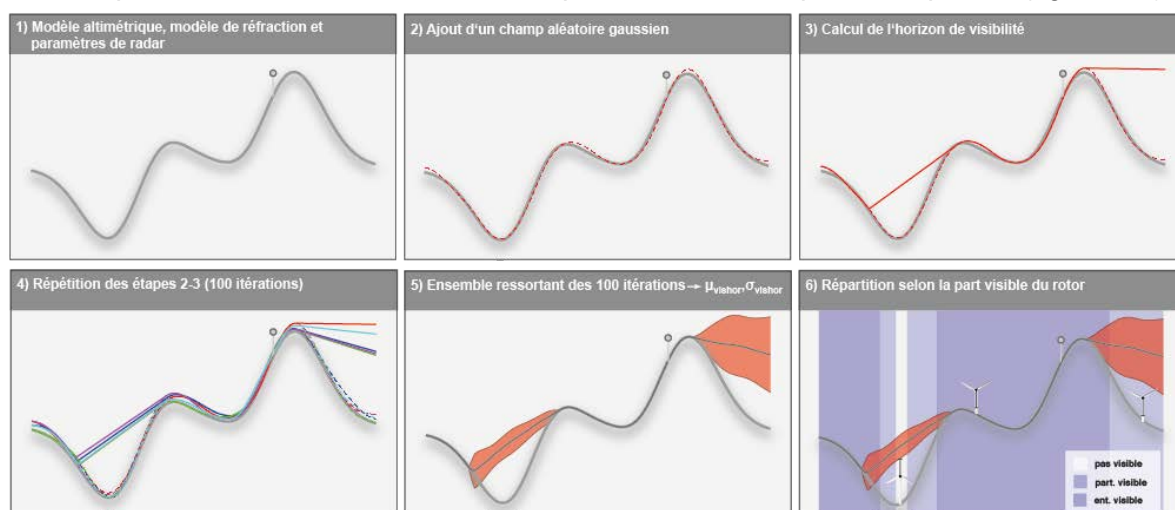 1) Modèle altimétrique, modèle de réfraction et
paramètres de radar
2) Ajout d'un champ aléatoire gaussien
3) Calcul de l'horizon de visibilité
4) Répétition des étapes 2-3 (100 itérations)
5) Ensemble ressortant des 100 itérations → μvishor,σvishor
6) Répartition selon la part visible du rotor
pas visible
part. visible
ent. visible